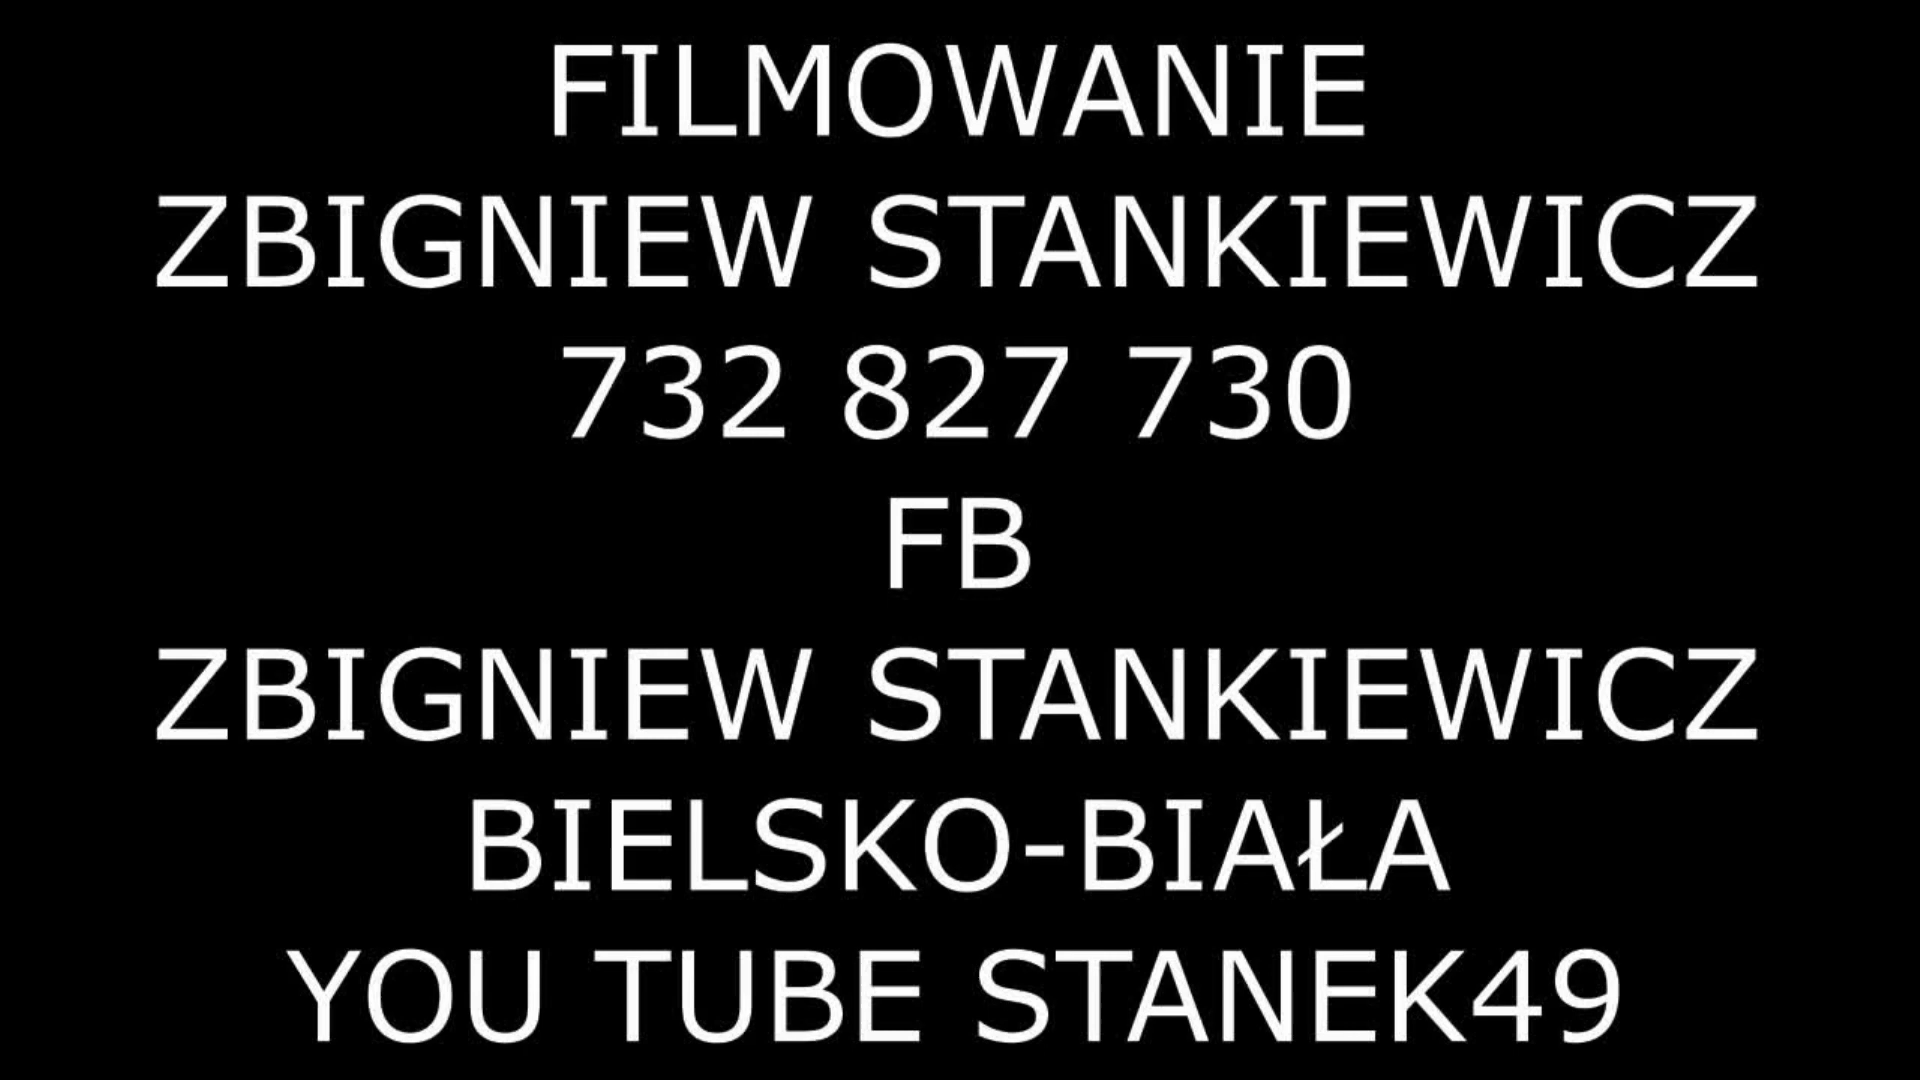 FILMOWANIE
ZBIGNIEW STANKIEWICZ
732 827 730
FB
ZBIGNIEW STANKIEWICZ
BIELSKO-BIAŁA
YOU TUBE STANEK49